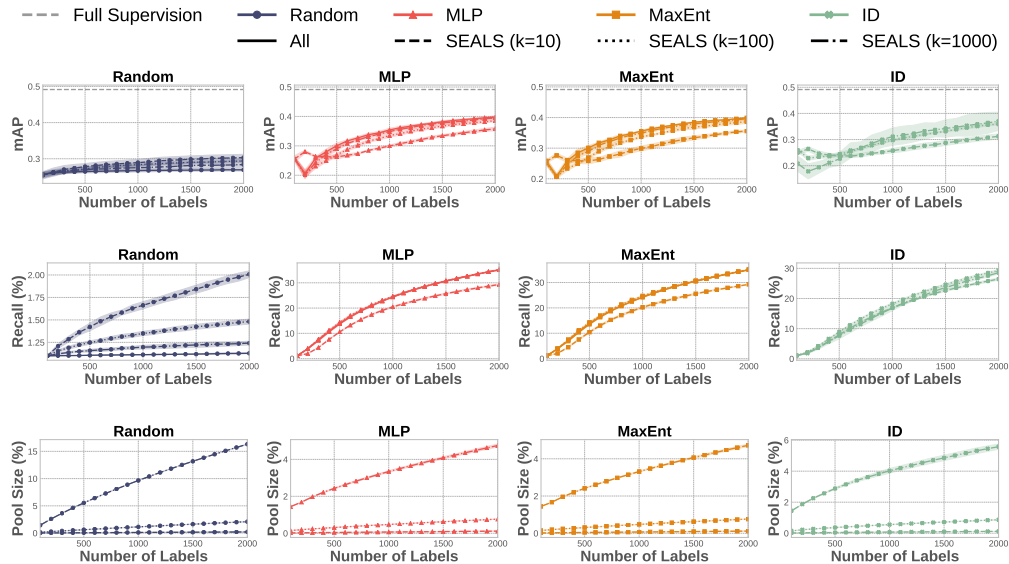 Full Supervision Random MLP MaxEnt ID
All SEALS (k=10) SEALS (k=100) SEALS (k=1000)
Random MLP MaxEnt ID
mAP 0.5 0.4 0.3 mAP 0.5 0.4 0.3 0.2 mAP 0.5 0.4 0.3 0.2 mAP 0.5 0.4 0.3 0.2
500 1000 1500 2000 500 1000 1500 2000 500 1000 1500 2000 500 1000 1500 2000
Number of Labels Number of Labels Number of Labels Number of Labels
Random MLP MaxEnt ID
Recall (%) 2.00 1.75 1.50 1.25 Recall (%) 30 20 10 0 Recall (%) 30 20 10 0 Recall (%) 30 20 10 0
500 1000 1500 2000 500 1000 1500 2000 500 1000 1500 2000 500 1000 1500 2000
Number of Labels Number of Labels Number of Labels Number of Labels
Random MLP MaxEnt ID
Pool Size (%) 15 10 5 0 Pool Size (%) 4 2 0 Pool Size (%) 4 2 0 Pool Size (%) 6 4 2 0
500 1000 1500 2000 500 1000 1500 2000 500 1000 1500 2000 500 1000 1500 2000
Number of Labels Number of Labels Number of Labels Number of Labels